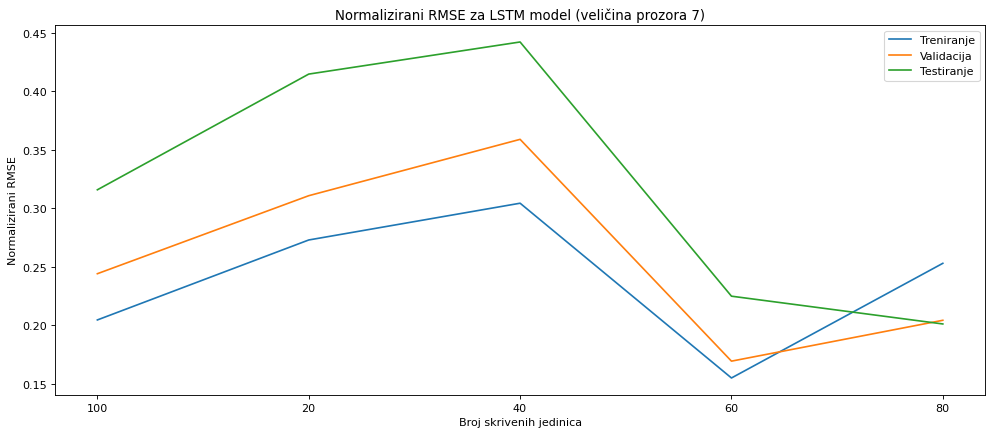 Normalizirani RMSE za LSTM model (veličina prozora 7)
Treniranje
Validacija
Testiranje
Normalizirani RMSE
0.45
0.40
0.35
0.30
0.25
0.20
0.15
100 20 40 60 80
Broj skrivenih jedinica